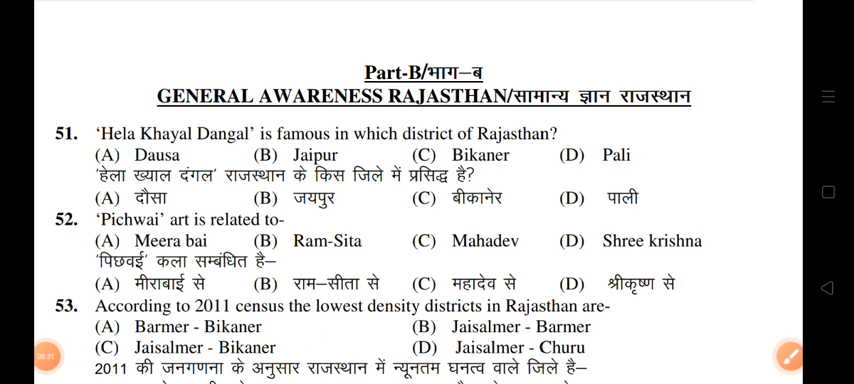 Part-B/भाग–ब
GENERAL AWARENESS RAJASTHAN/सामान्य ज्ञान राजस्थान
51. ‘Hela Khayal Dangal’ is famous in which district of Rajasthan?
(A) Dausa (B) Jaipur (C) Bikaner (D) Pali
‘हेला ख्याल दंगल’ राजस्थान के किस जिले में प्रसिद्ध है?
(A) दौसा (B) जयपुर (C) बीकानेर (D) पाली
52. ‘Pichwai’ art is related to-
(A) Meera bai (B) Ram-Sita (C) Mahadev (D) Shree krishna
‘पिछवई’ कला सम्बंधित है–
(A) मीराबाई से (B) राम–सीता से (C) महादेव से (D) श्रीकृष्ण से
53. According to 2011 census the lowest density districts in Rajasthan are-
(A) Barmer - Bikaner (B) Jaisalmer - Barmer
(C) Jaisalmer - Bikaner (D) Jaisalmer - Churu
2011 की जनगणना के अनुसार राजस्थान में न्यूनतम घनत्व वाले जिले है–
00:31